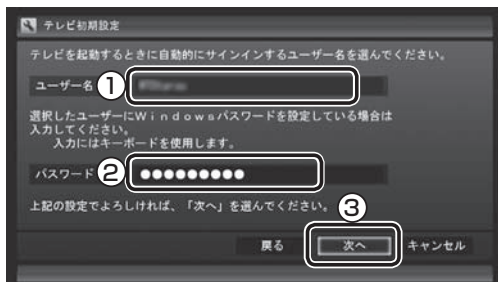 テレビ初期設定
テレビを起動するときに自動的にサインインするユーザー名を選んでください。
ユーザー名 ①
選択したユーザーにWindowsパスワードを設定している場合は
入力してください。
入力にはキーボードを使用します。
パスワード ② ●●●●●●●●●
上記の設定でよろしければ、「次へ」を選んでください。 ③
戻る 次へ キャンセル